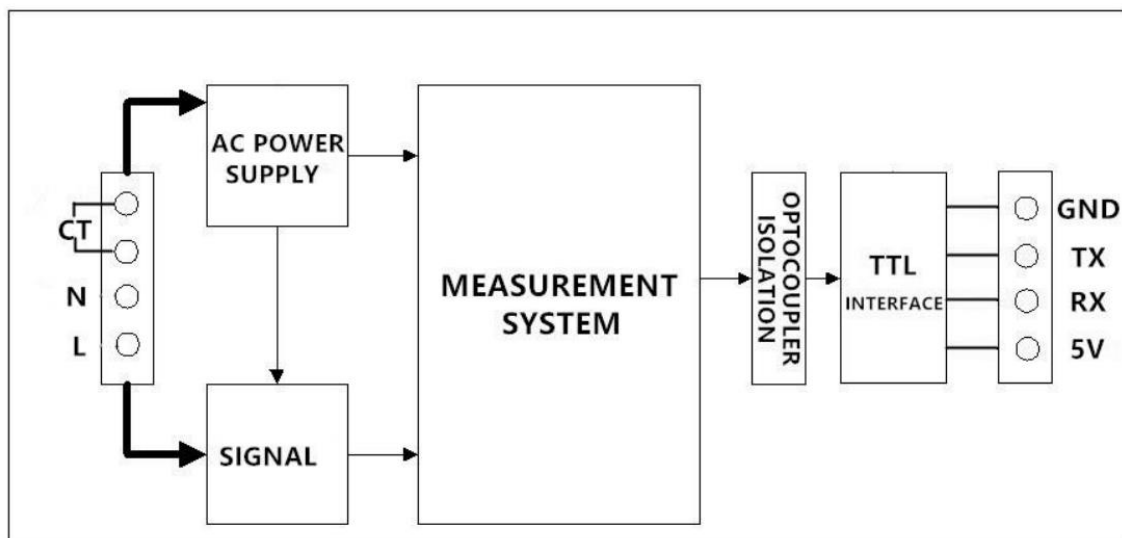 CT
N
L
AC POWER
SUPPLY
SIGNAL
MEASUREMENT
SYSTEM
OPTOCOUPLER
ISOLATION
TTL
INTERFACE
GND
TX
RX
5V